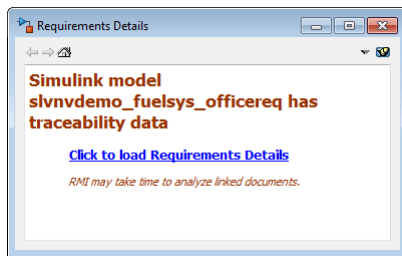 Requirements Details
Simulink model
slvnvdemo_fuelsys_officereq has
traceability data
Click to load Requirements Details
RMI may take time to analyze linked documents.